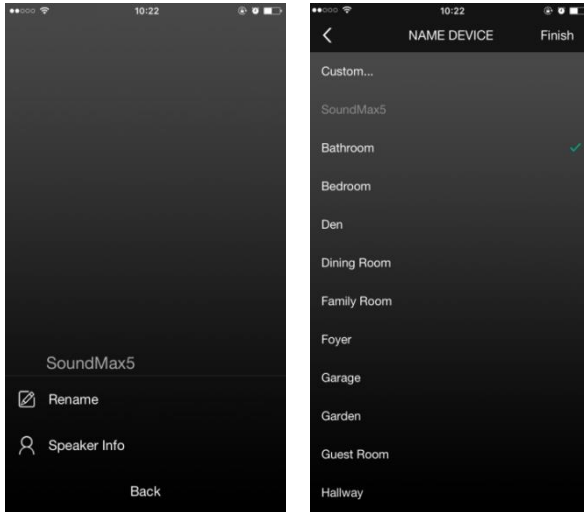 10:22
SoundMax5
Rename
Speaker Info
Back
10:22
NAME DEVICE
Finish
Custom...
SoundMax5
Bathroom
Bedroom
Den
Dining Room
Family Room
Foyer
Garage
Garden
Guest Room
Hallway